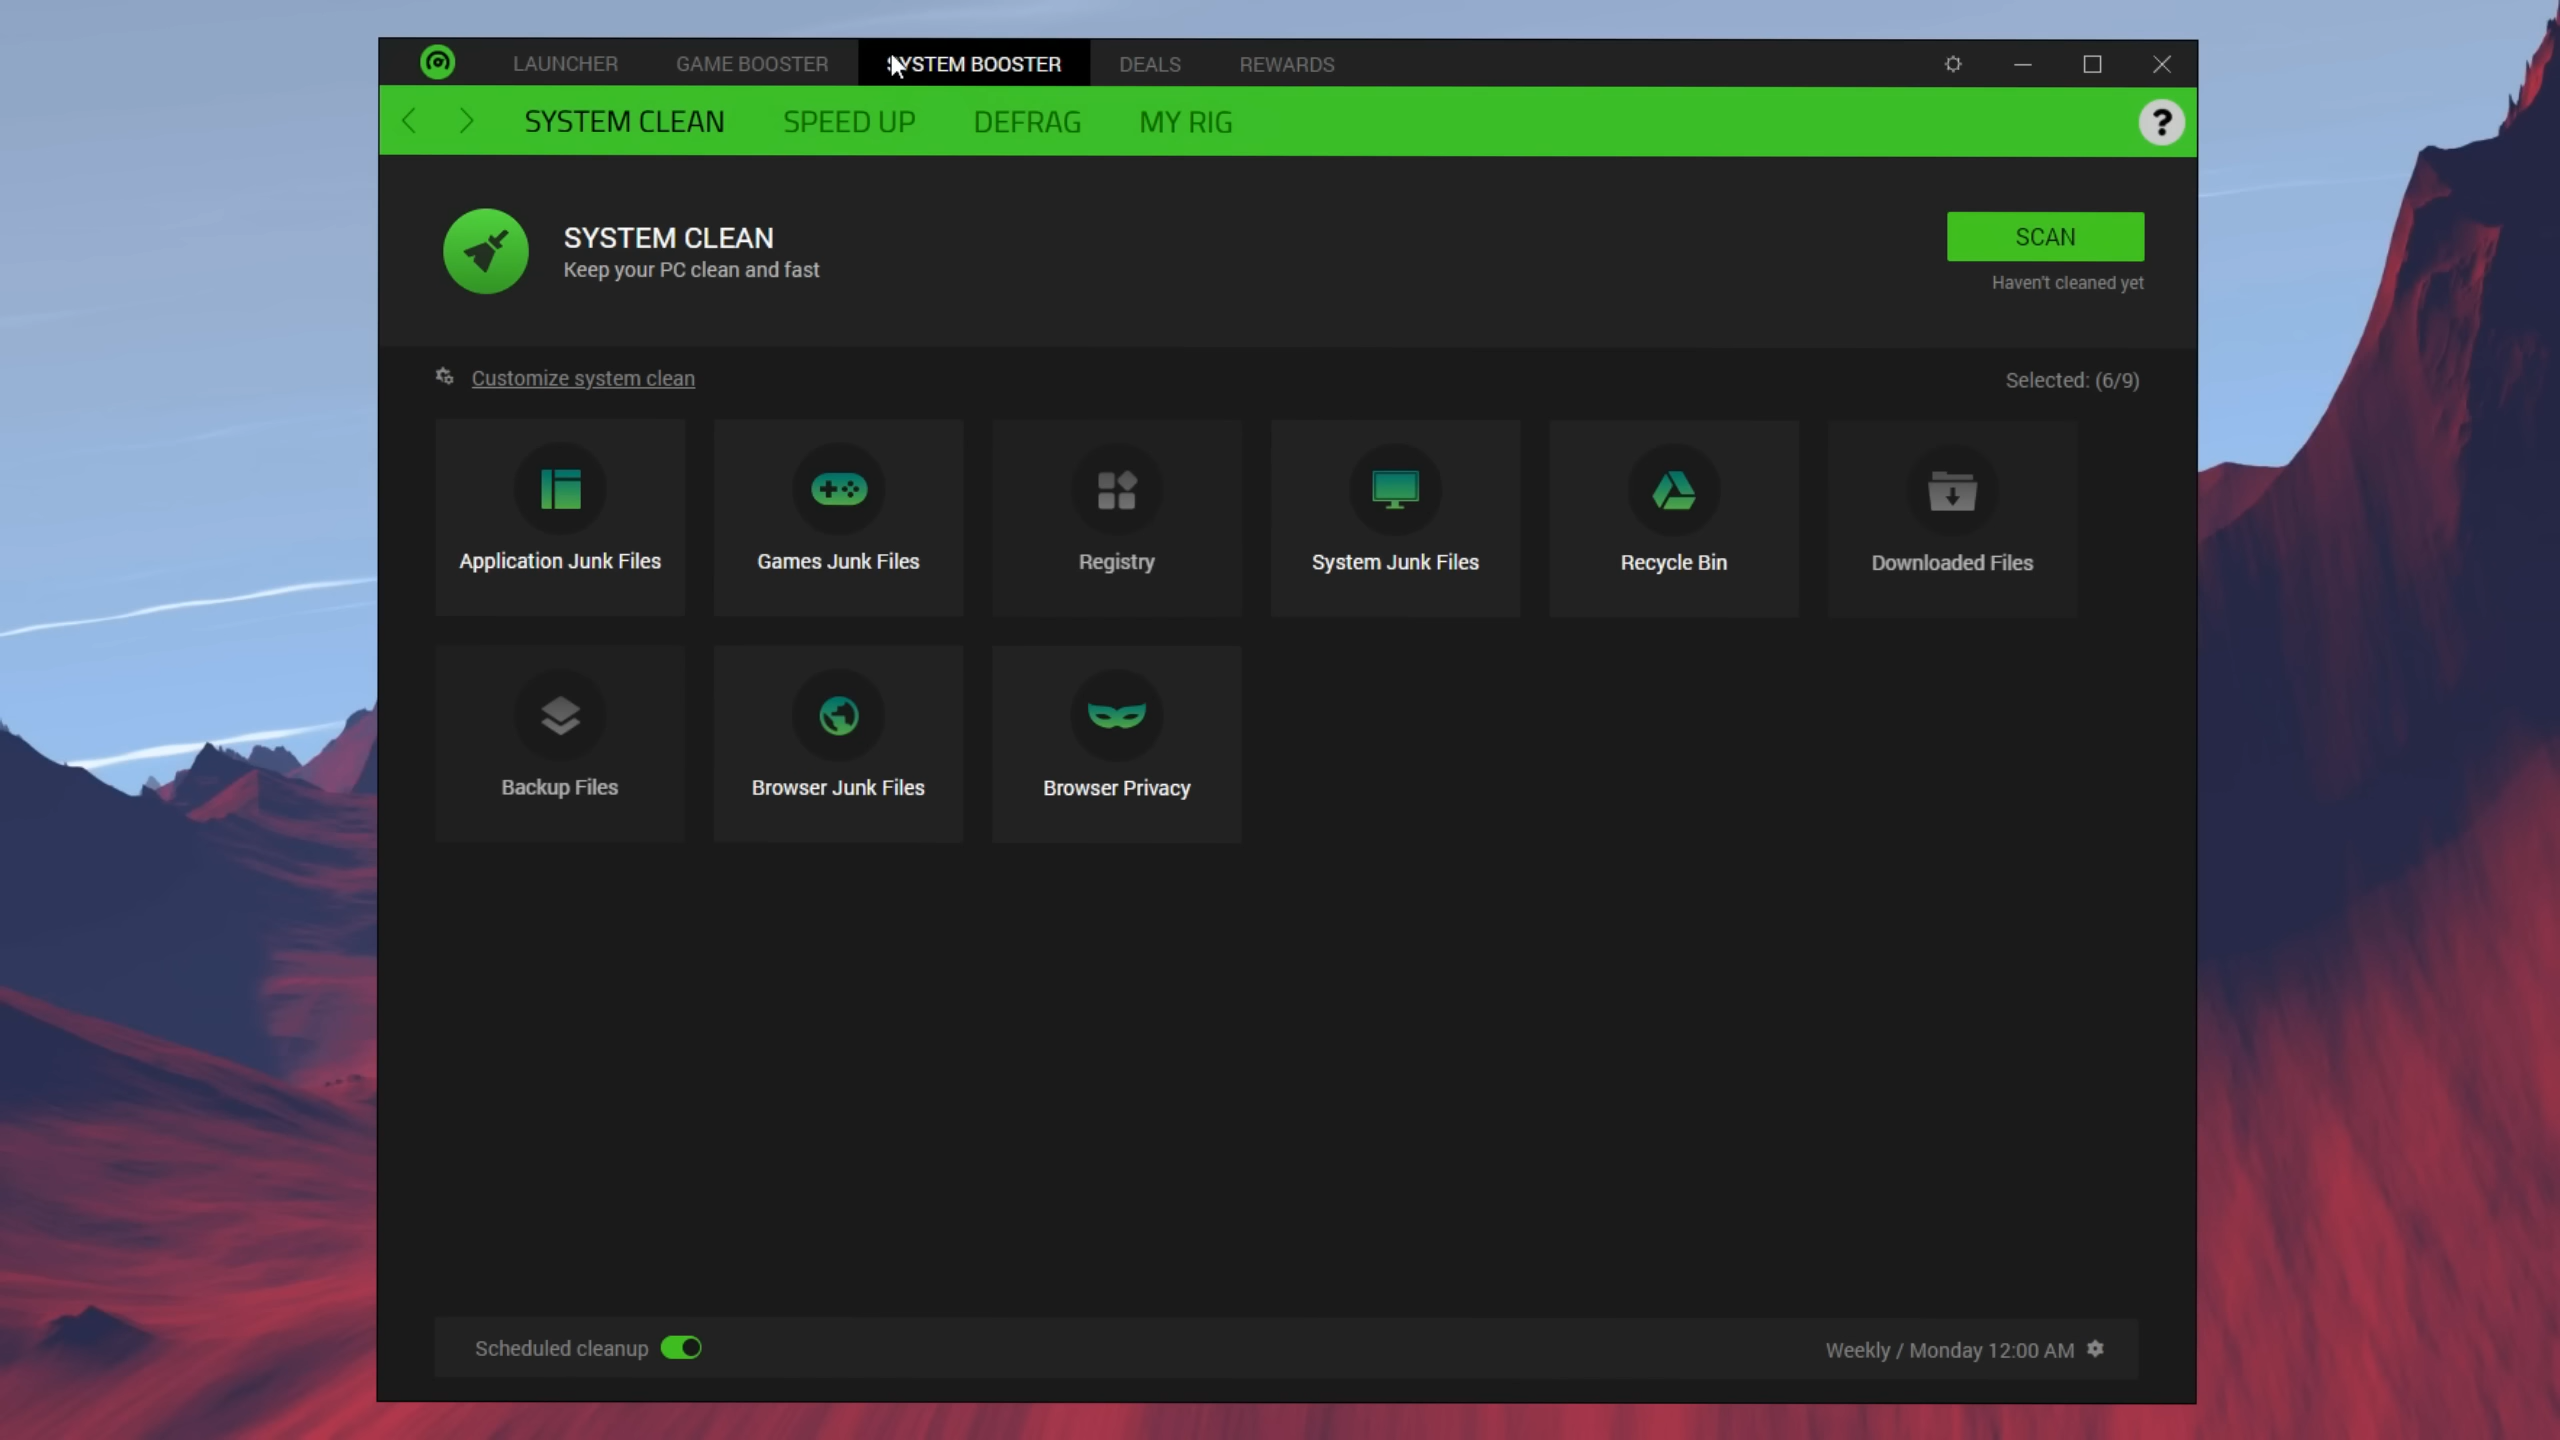 LAUNCHER GAME BOOSTER SYSTEM BOOSTER DEALS REWARDS
SYSTEM CLEAN SPEED UP DEFRAG MY RIG ?
SYSTEM CLEAN
Keep your PC clean and fast
SCAN
Haven't cleaned yet
Customize system clean
Selected: (6/9)
Application Junk Files
Games Junk Files
Registry
System Junk Files
Recycle Bin
Downloaded Files
Backup Files
Browser Junk Files
Browser Privacy
Scheduled cleanup
Weekly / Monday 12:00 AM